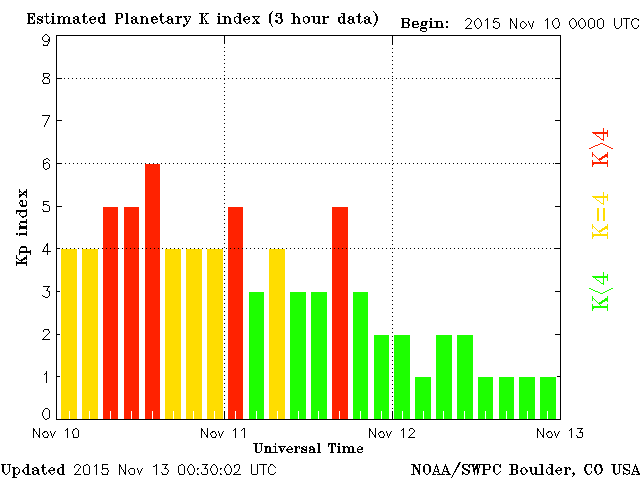 Estimated Planetary K index (3 hour data) Begin: 2015 Nov 10 0000 UTC
9
8
7
6
5
4
3
2
1
0
Kp index
K>4
K=4
K<4
Nov 10 Nov 11 Nov 12 Nov 13
Universal Time
Updated 2015 Nov 13 00:30:02 UTC NOAA/SWPC Boulder, CO USA